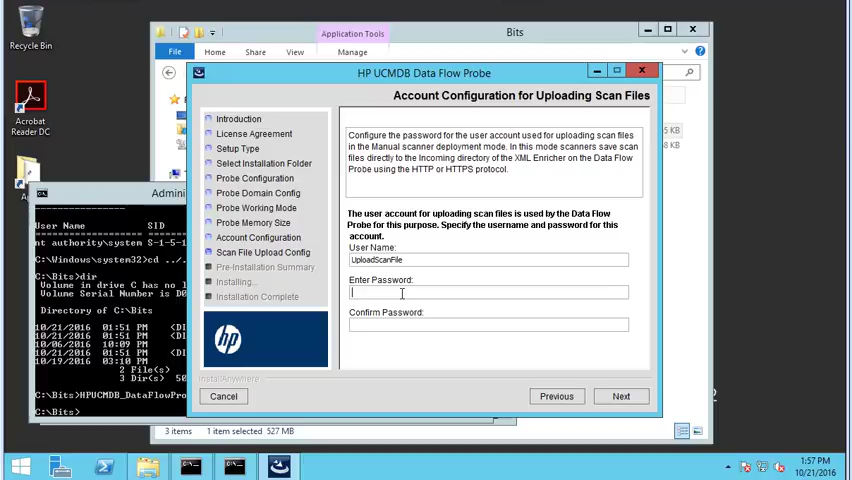 Recycle Bin
Acrobat
Reader DC
Application Tools
Bits
File
Home
Share
View
Manage
HP UCMDB Data Flow Probe
Account Configuration for Uploading Scan Files
Introduction
License Agreement
Setup Type
Select Installation Folder
Probe Configuration
Probe Domain Config
Probe Working Mode
Probe Memory Size
Account Configuration
Scan File Upload Config
Pre-Installation Summary
Installing...
Installation Complete
Configure the password for the user account used for uploading scan files
in the Manual scanner deployment mode. In this mode scanners save scan
files directly to the Incoming directory of the XML Enricher on the Data Flow
Probe using the HTTP or HTTPS protocol.
The user account for uploading scan files is used by the Data Flow
Probe for this purpose. Specify the username and password for this
account.
User Name:
UploadScanFile
Enter Password:
Confirm Password:
hp
InstallAnywhere
Cancel
Previous
Next
KB
KB
Admini
----------------
User Name SID
nt authority\system S-1-5-1
C:\Windows\system32>cd ../.
C:\Bits>dir
Volume in drive C has no l
Volume Serial Number is D0
Directory of C:\Bits
10/21/2016 01:51 PM <D
10/21/2016 01:51 PM <D
10/06/2016 10:09 PM
10/21/2016 01:51 PM
10/19/2016 03:10 PM
2 File(s)
3 Dir(s) 50
C:\Bits>HPUCMDB_DataFlowPro
C:\Bits>
3 items
1 item selected 527 MB
1:57 PM
10/21/2016